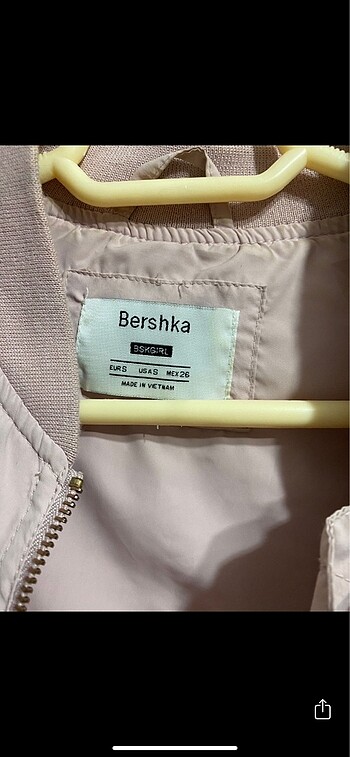 Bershka
BSKGIRL
EUR S USA S MEX 26
MADE IN VIETNAM